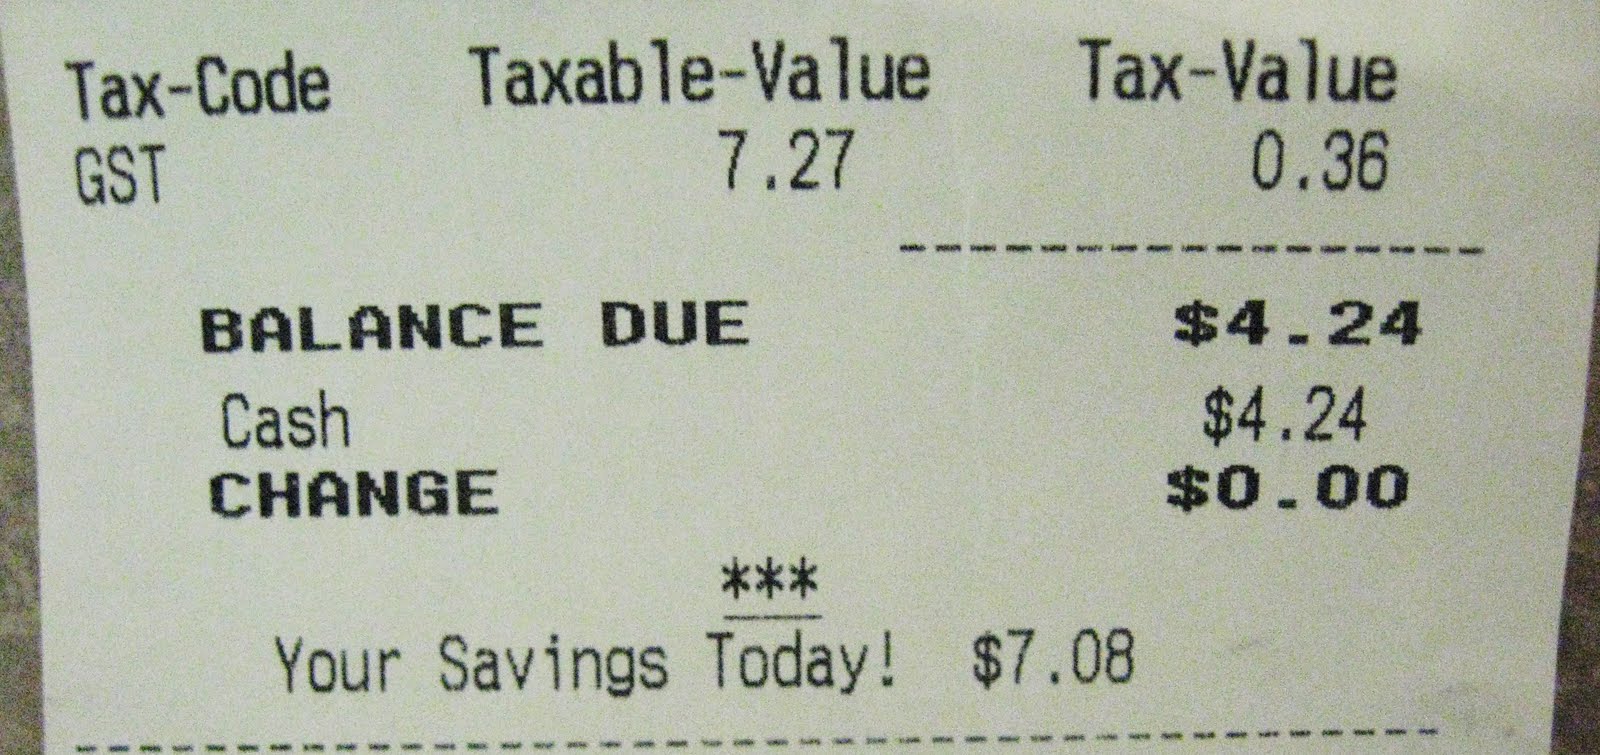 Tax-Code Taxable-Value Tax-Value
GST 7.27 0.36
--------------------
BALANCE DUE $4.24
Cash $4.24
CHANGE $0.00
***
Your Savings Today! $7.08
----------------------------------------